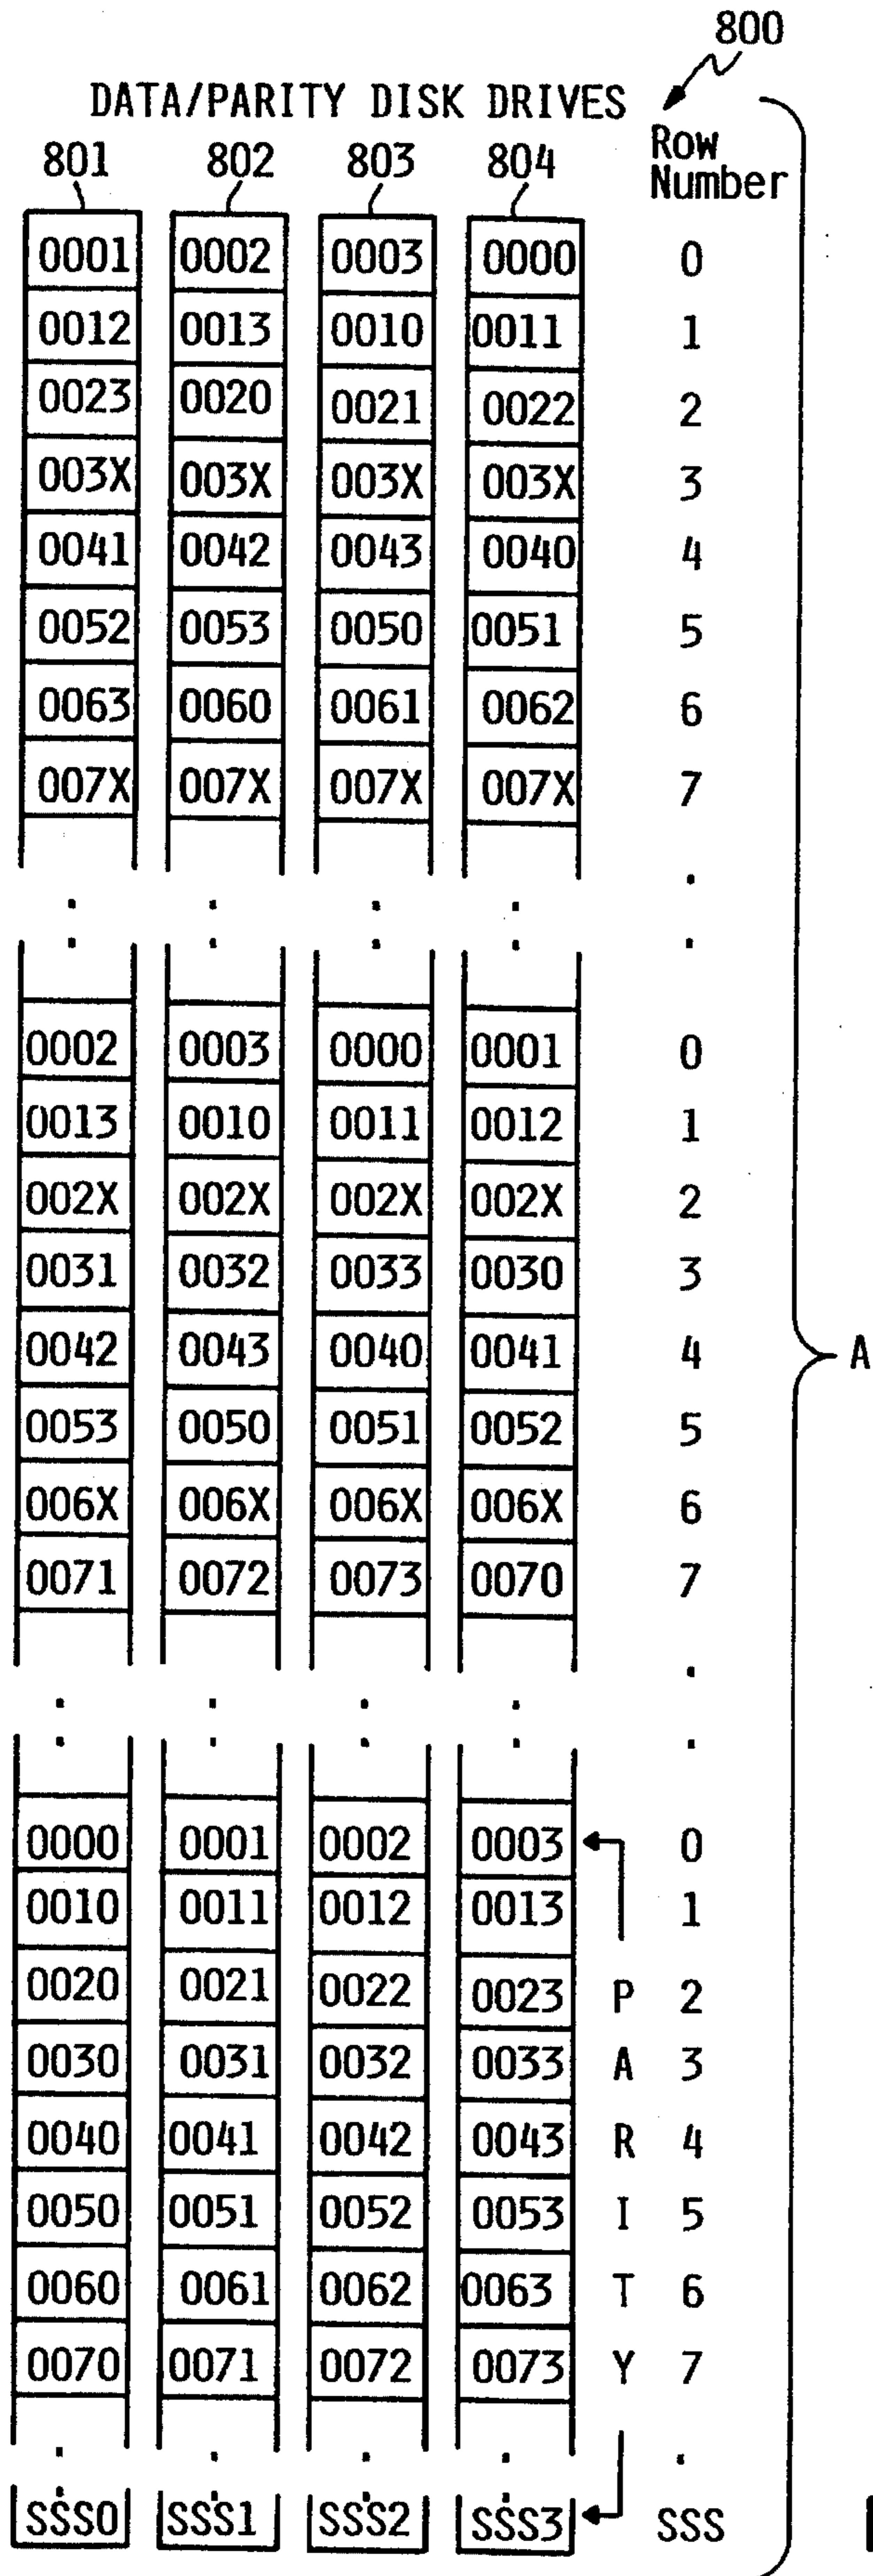 800
DATA/PARITY DISK DRIVES
801 802 803 804 Row Number
0001 0002 0003 0000 0
0012 0013 0010 0011 1
0023 0020 0021 0022 2
003X 003X 003X 003X 3
0041 0042 0043 0040 4
0052 0053 0050 0051 5
0063 0060 0061 0062 6
007X 007X 007X 007X 7
0002 0003 0000 0001 0
0013 0010 0011 0012 1
002X 002X 002X 002X 2
0031 0032 0033 0030 3
0042 0043 0040 0041 4
A
0053 0050 0051 0052 5
006X 006X 006X 006X 6
0071 0072 0073 0070 7
0000 0001 0002 0003 0
0010 0011 0012 0013 1
0020 0021 0022 0023 P 2
0030 0031 0032 0033 A 3
0040 0041 0042 0043 R 4
0050 0051 0052 0053 I 5
0060 0061 0062 0063 T 6
0070 0071 0072 0073 Y 7
SSS0 SSS1 SSS2 SSS3 SSS